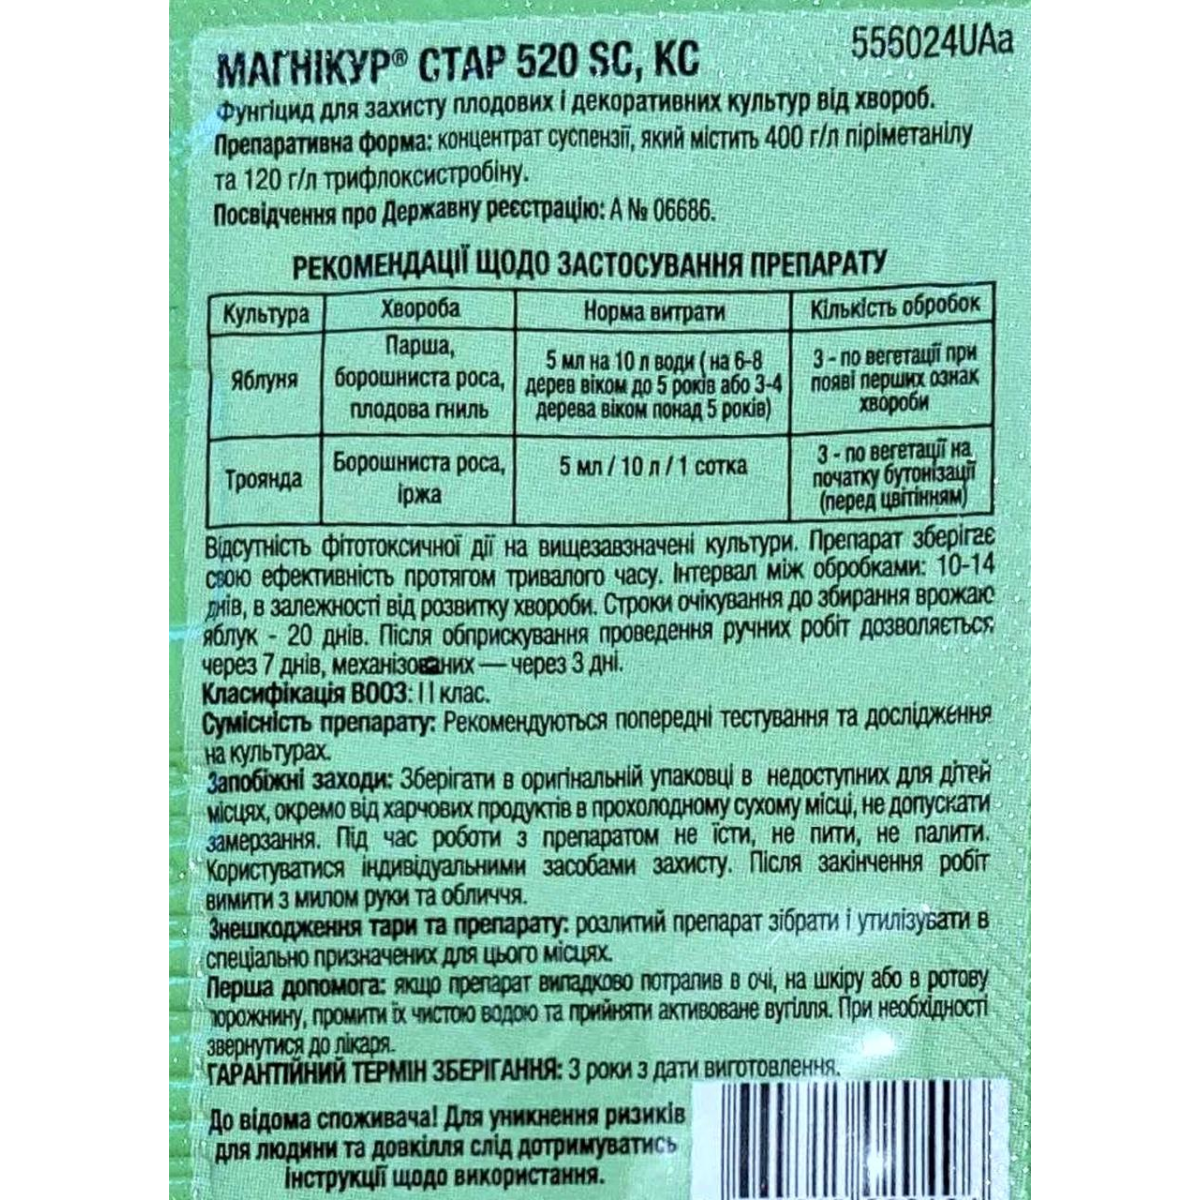 МАГНІКУР® СТАР 520 SC, КС
556024UAa
Фунгіцид для захисту плодових і декоративних культур від хвороб.
Препаративна форма: концентрат суспензії, який містить 400 г/л піріметанілу
та 120 г/л трифлоксистробіну.
Посвідчення про Державну реєстрацію: А № 06686.
РЕКОМЕНДАЦІЇ ЩОДО ЗАСТОСУВАННЯ ПРЕПАРАТУ
Культура
Хвороба
Норма витрати
Кількість обробок
Яблуня
Парша,
борошниста роса,
плодова гниль
5 мл на 10 л води ( на 6-8
дерев віком до 5 років або 3-4
дерева віком понад 5 років)
3 - по вегетації при
появі перших ознак
хвороби
Троянда
Борошниста роса,
іржа
5 мл / 10 л / 1 сотка
3 - по вегетації на
початку бутонізації
(перед цвітінням)
Відсутність фітотоксичної дії на вищезавзначені культури. Препарат зберігає
свою ефективність протягом тривалого часу. Інтервал між обробками: 10-14
днів, в залежності від розвитку хвороби. Строки очікування до збирання врожаю
яблук - 20 днів. Після обприскування проведення ручних робіт дозволяється
через 7 днів, механізованих — через 3 дні.
Класифікація ВООЗ: II клас.
Сумісність препарату: Рекомендуються попередні тестування та дослідження
на культурах.
Запобіжні заходи: Зберігати в оригінальній упаковці в недоступних для дітей
місцях, окремо від харчових продуктів в прохолодному сухому місці, не допускати
замерзання. Під час роботи з препаратом не їсти, не пити, не палити.
Користуватися індивідуальними засобами захисту. Після закінчення робіт
вимити з милом руки та обличчя.
Знешкодження тари та препарату: розлитий препарат зібрати і утилізувати в
спеціально призначених для цього місцях.
Перша допомога: якщо препарат випадково потрапив в очі, на шкіру або в ротову
порожнину, промити їх чистою водою та прийняти активоване вугілля. При необхідності
звернутися до лікаря.
ГАРАНТІЙНИЙ ТЕРМІН ЗБЕРІГАННЯ: 3 роки з дати виготовлення.
До відома споживача! Для уникнення ризиків
для людини та довкілля слід дотримуватись
Інструкції щодо використання.